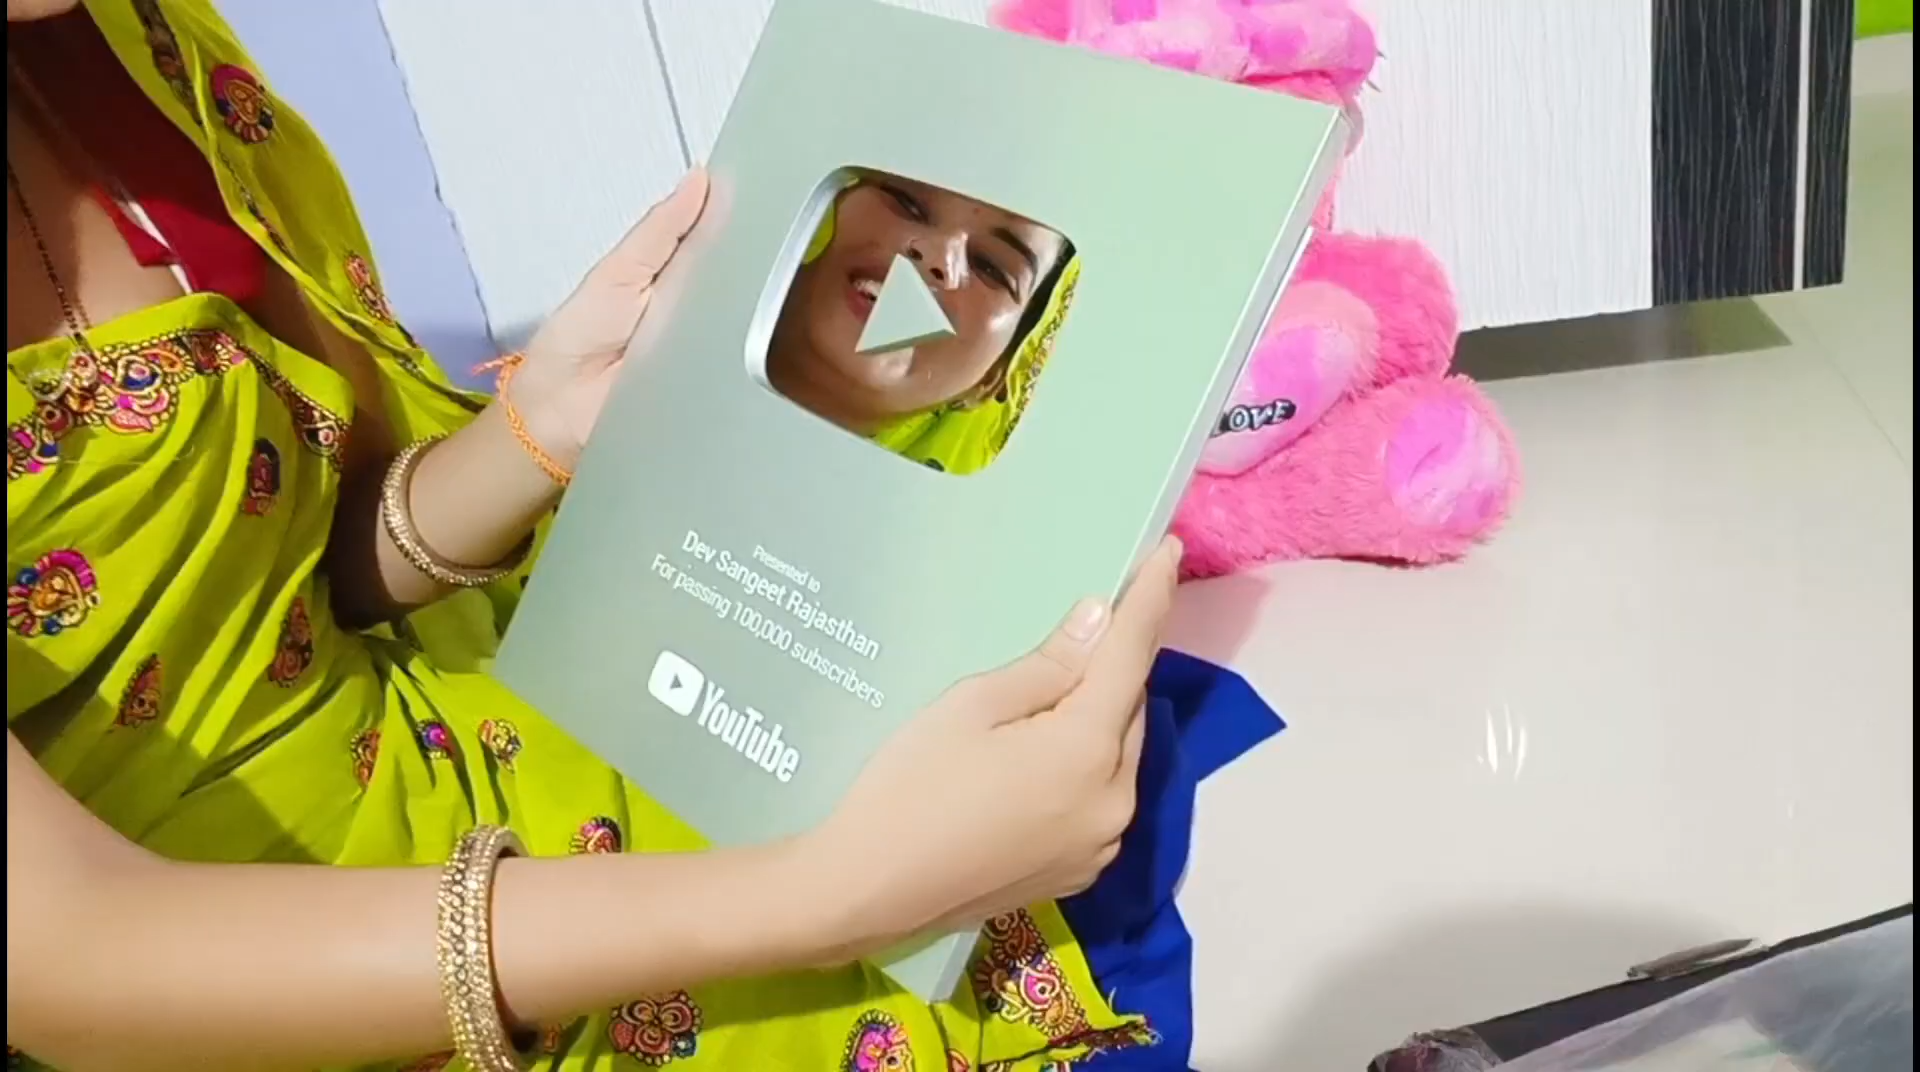 Presented to
Dev Sangeet Rajasthan
For passing 100,000 subscribers
YouTube
LOVE